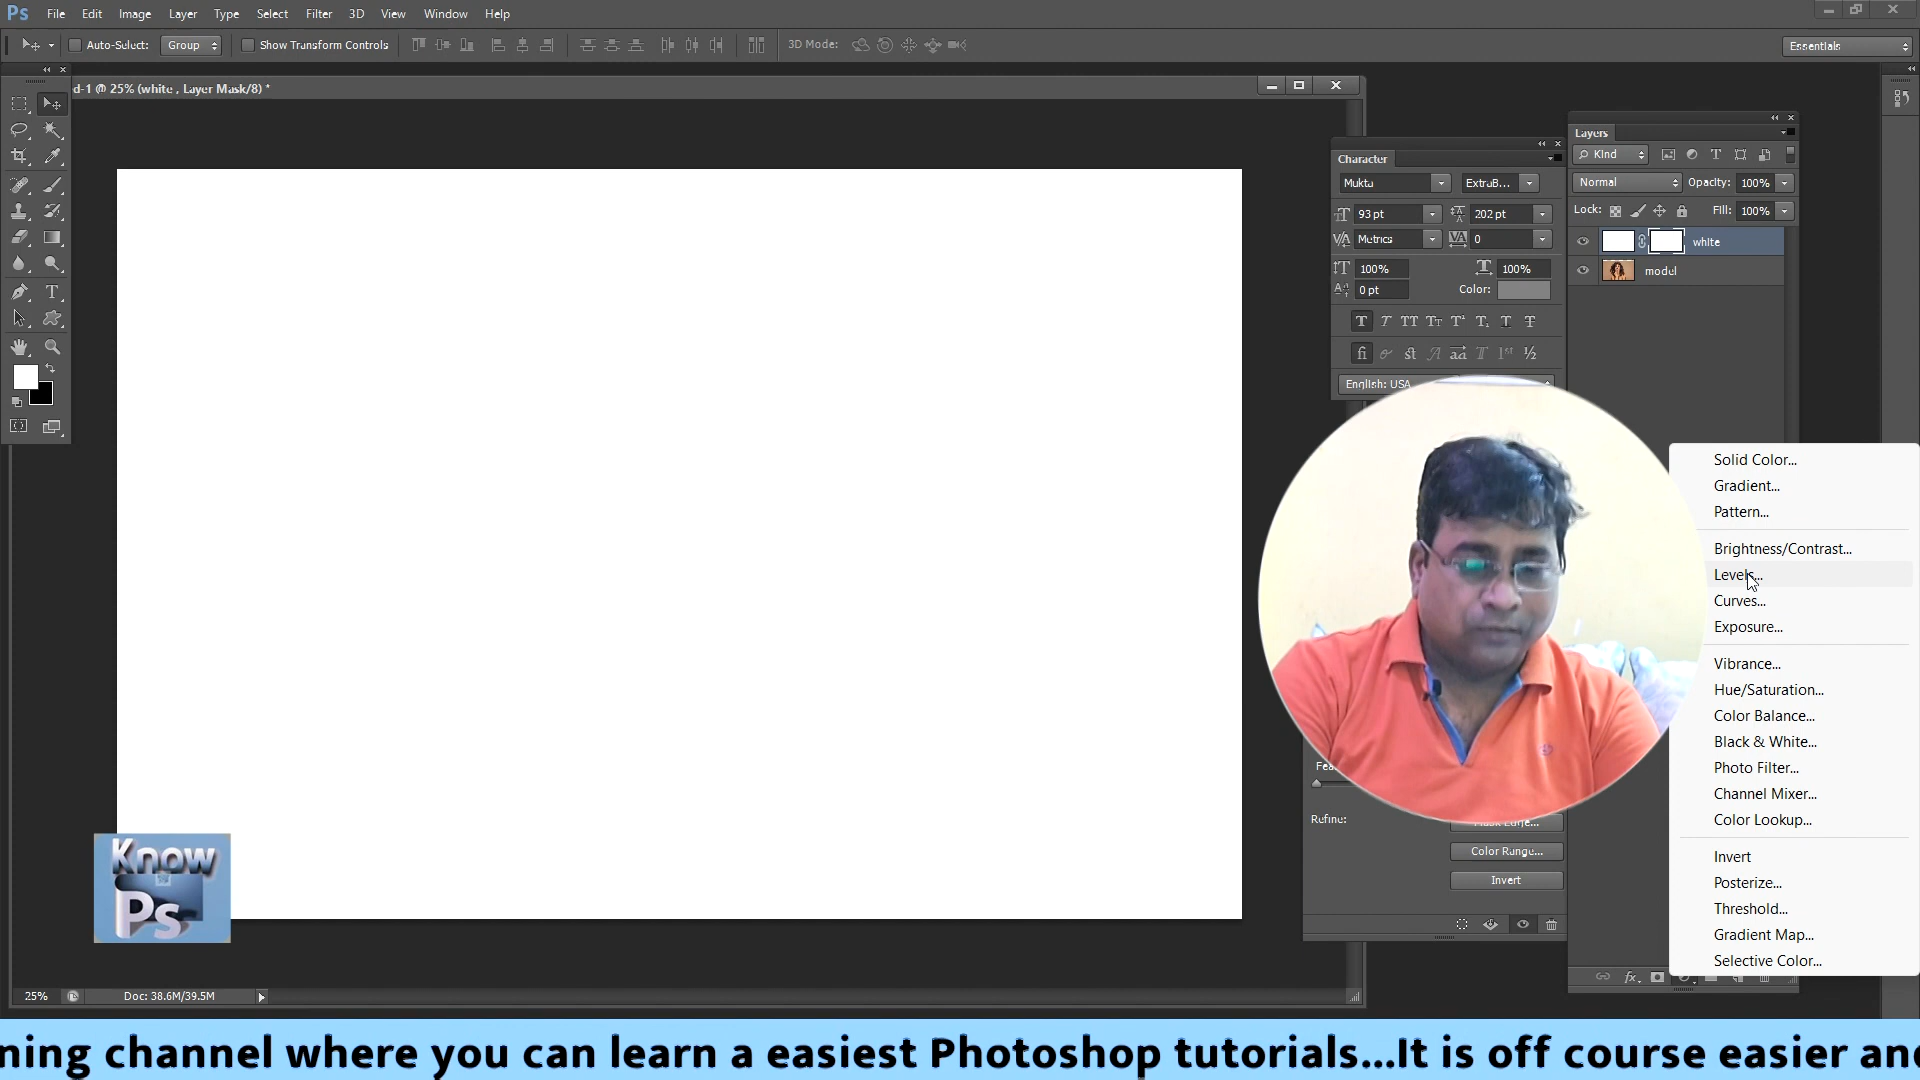 Ps File Edit Image Layer Type Select Filter 3D View Window Help
Auto-Select: Group Show Transform Controls 3D Mode: Essentials
d-1 @ 25% (white , Layer Mask/8) *
Character
Mukta ExtraB...
93 pt 202 pt
Metrics 0
100% 100%
0 pt Color:
English: USA
Layers
Kind
Normal Opacity: 100%
Lock: Fill: 100%
white
model
Solid Color...
Gradient...
Pattern...
Brightness/Contrast...
Levels...
Curves...
Exposure...
Vibrance...
Hue/Saturation...
Color Balance...
Black & White...
Photo Filter...
Channel Mixer...
Color Lookup...
Invert
Posterize...
Threshold...
Gradient Map...
Selective Color...
Refine:
Color Range...
Invert
Know
Ps
25% Doc: 38.6M/39.5M
ning channel where you can learn a easiest Photoshop tutorials...It is off course easier and